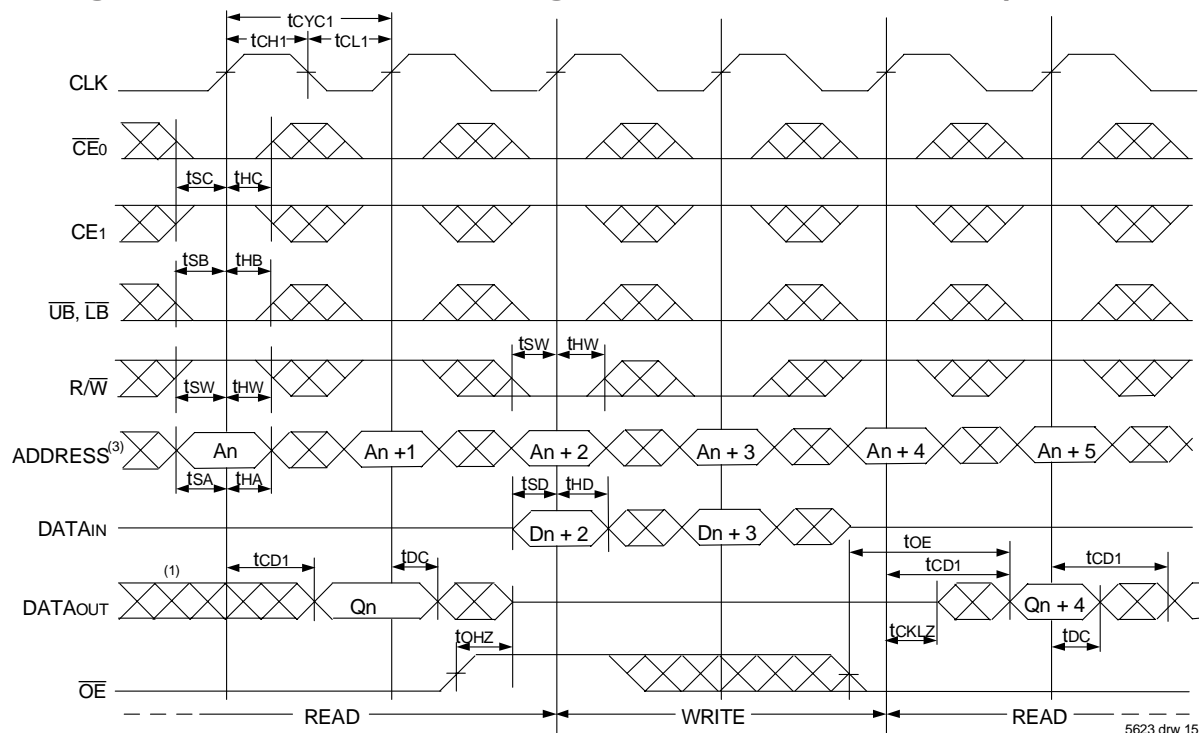 tCYC1
tCH1 tCL1
CLK
CE0
tSC tHC
CE1
tSB tHB
UB, LB
tSW tHW
R/W
tSW tHW
ADDRESS(3) An An +1 An + 2 An + 3 An + 4 An + 5
tSA tHA
tSD tHD
DATAIN Dn + 2 Dn + 3
tOE
tCD1 tDC tCD1 tCD1
(1)
DATAOUT Qn Qn + 4
tOHZ tCKLZ tDC
OE
READ WRITE READ
5623 drw 15